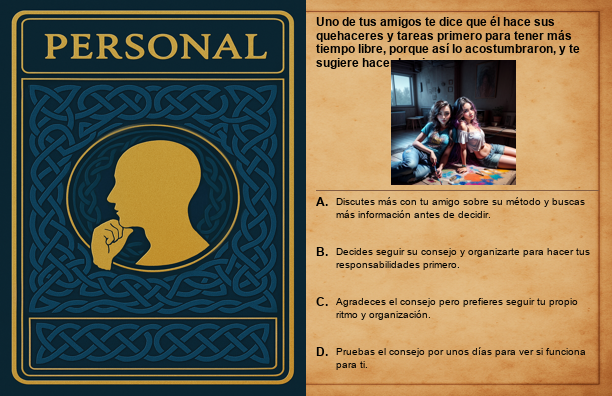 PERSONAL
Uno de tus amigos te dice que él hace sus
quehaceres y tareas primero para tener más
tiempo libre, porque así lo acostumbraron, y te
sugiere hacer
A. Discutes más con tu amigo sobre su método y buscas
más información antes de decidir.
B. Decides seguir su consejo y organizarte para hacer tus
responsabilidades primero.
C. Agradeces el consejo pero prefieres seguir tu propio
ritmo y organización.
D. Pruebas el consejo por unos días para ver si funciona
para ti.